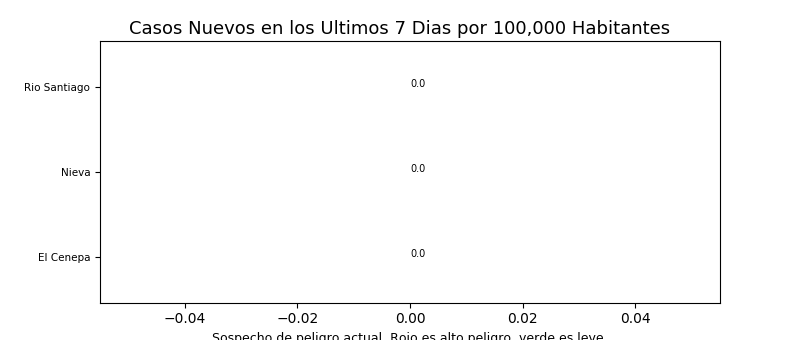 Casos Nuevos en los Ultimos 7 Dias por 100,000 Habitantes
Rio Santiago
0.0
Nieva
0.0
El Cenepa
0.0
−0.04 −0.02 0.00 0.02 0.04
Sospecho de peligro actual. Rojo es alto peligro, verde es leve